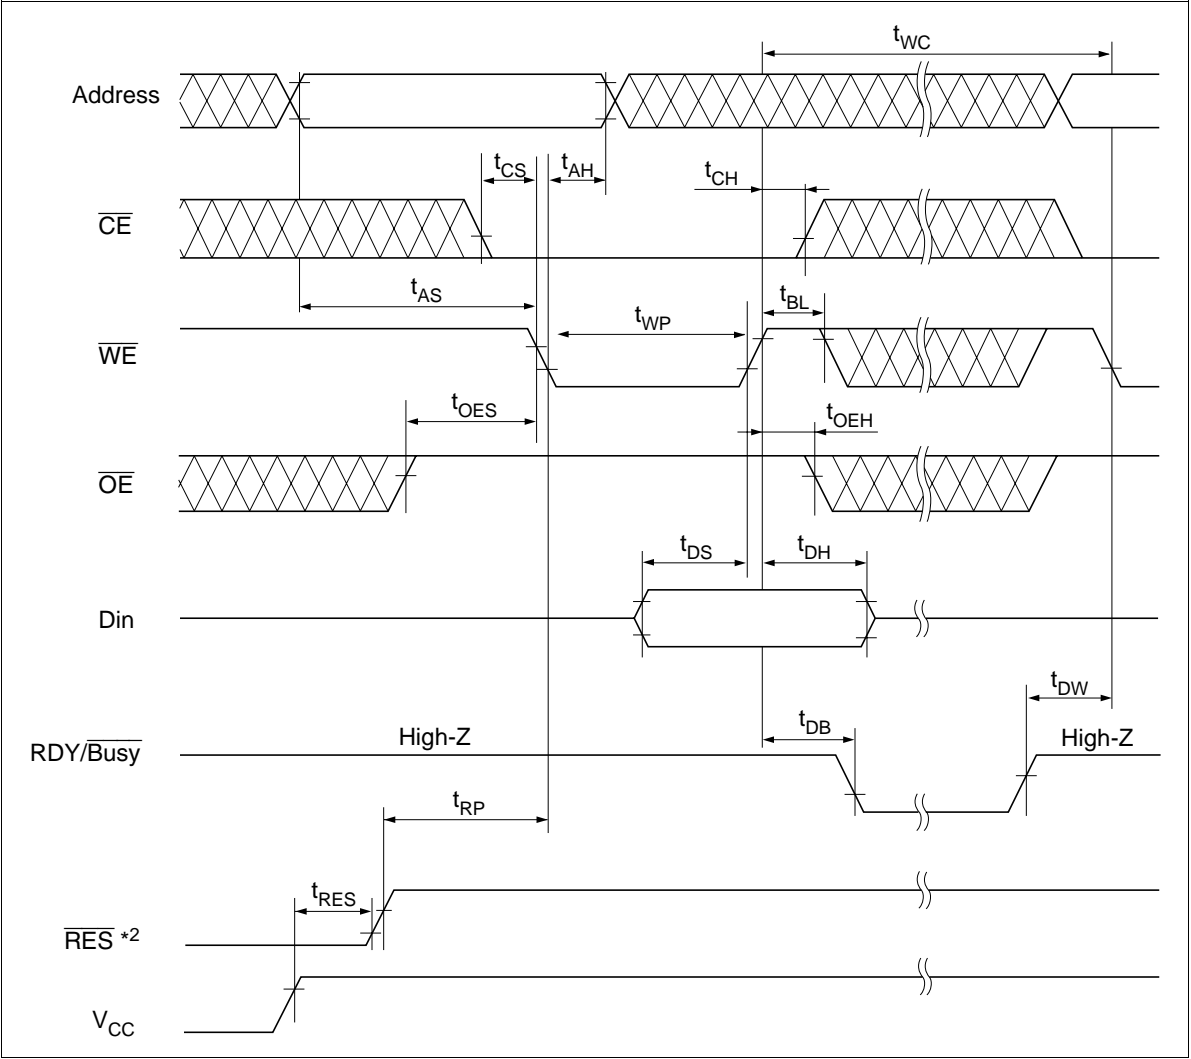 tWC
Address
tCS
tAH
tCH
CE
tAS
tBL
tWP
WE
tOES
tOEH
OE
tDS
tDH
Din
tDW
tDB
High-Z
High-Z
RDY/Busy
tRP
tRES
RES *2
VCC